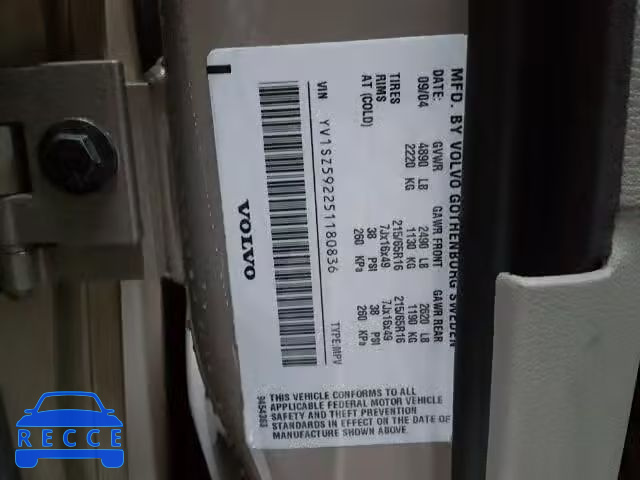 MFD. BY VOLVO GOTHENBURG SWEDEN
09/04 GVWR GAWR FRONT GAWR REAR
4890 LB 2490 LB 2620 LB
2220 KG 1130 KG 1190 KG
TIRES 215/65R16 215/65R16
RIMS 7Jx16x49 7Jx16x49
AT (COLD) 38 PSI 38 PSI
260 KPa 260 KPa
VIN YV1SZ592251180836 TYPE:MPV
VOLVO
THIS VEHICLE CONFORMS TO ALL
APPLICABLE FEDERAL MOTOR VEHICLE
SAFETY AND THEFT PREVENTION
STANDARDS IN EFFECT ON THE DATE OF
MANUFACTURE SHOWN ABOVE.
9454363
RECCE